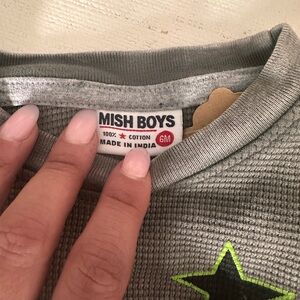 MISH BOYS
100% ★ COTTON
MADE IN INDIA
6M